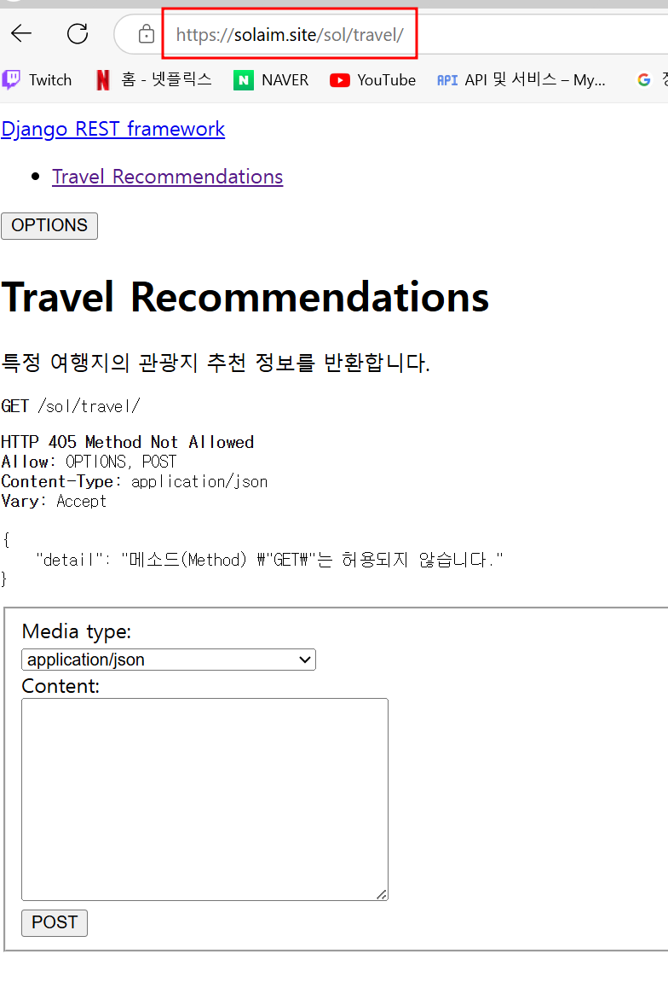 https://solaim.site/sol/travel/
Twitch 홈 - 넷플릭스 NAVER YouTube API API 및 서비스 – My... G
Django REST framework
Travel Recommendations
OPTIONS
Travel Recommendations
특정 여행지의 관광지 추천 정보를 반환합니다.
GET /sol/travel/
HTTP 405 Method Not Allowed
Allow: OPTIONS, POST
Content-Type: application/json
Vary: Accept
{
"detail": "메소드(Method) ₩"GET₩"는 허용되지 않습니다."
}
Media type:
application/json
Content:
POST